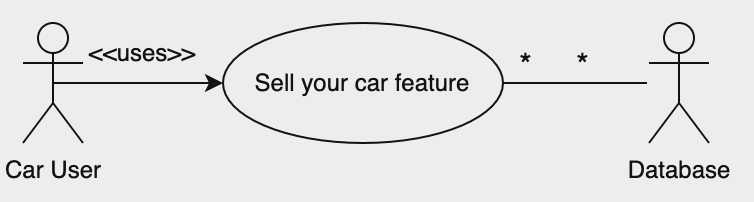 <<uses>>
Sell your car feature
* *
Car User
Database